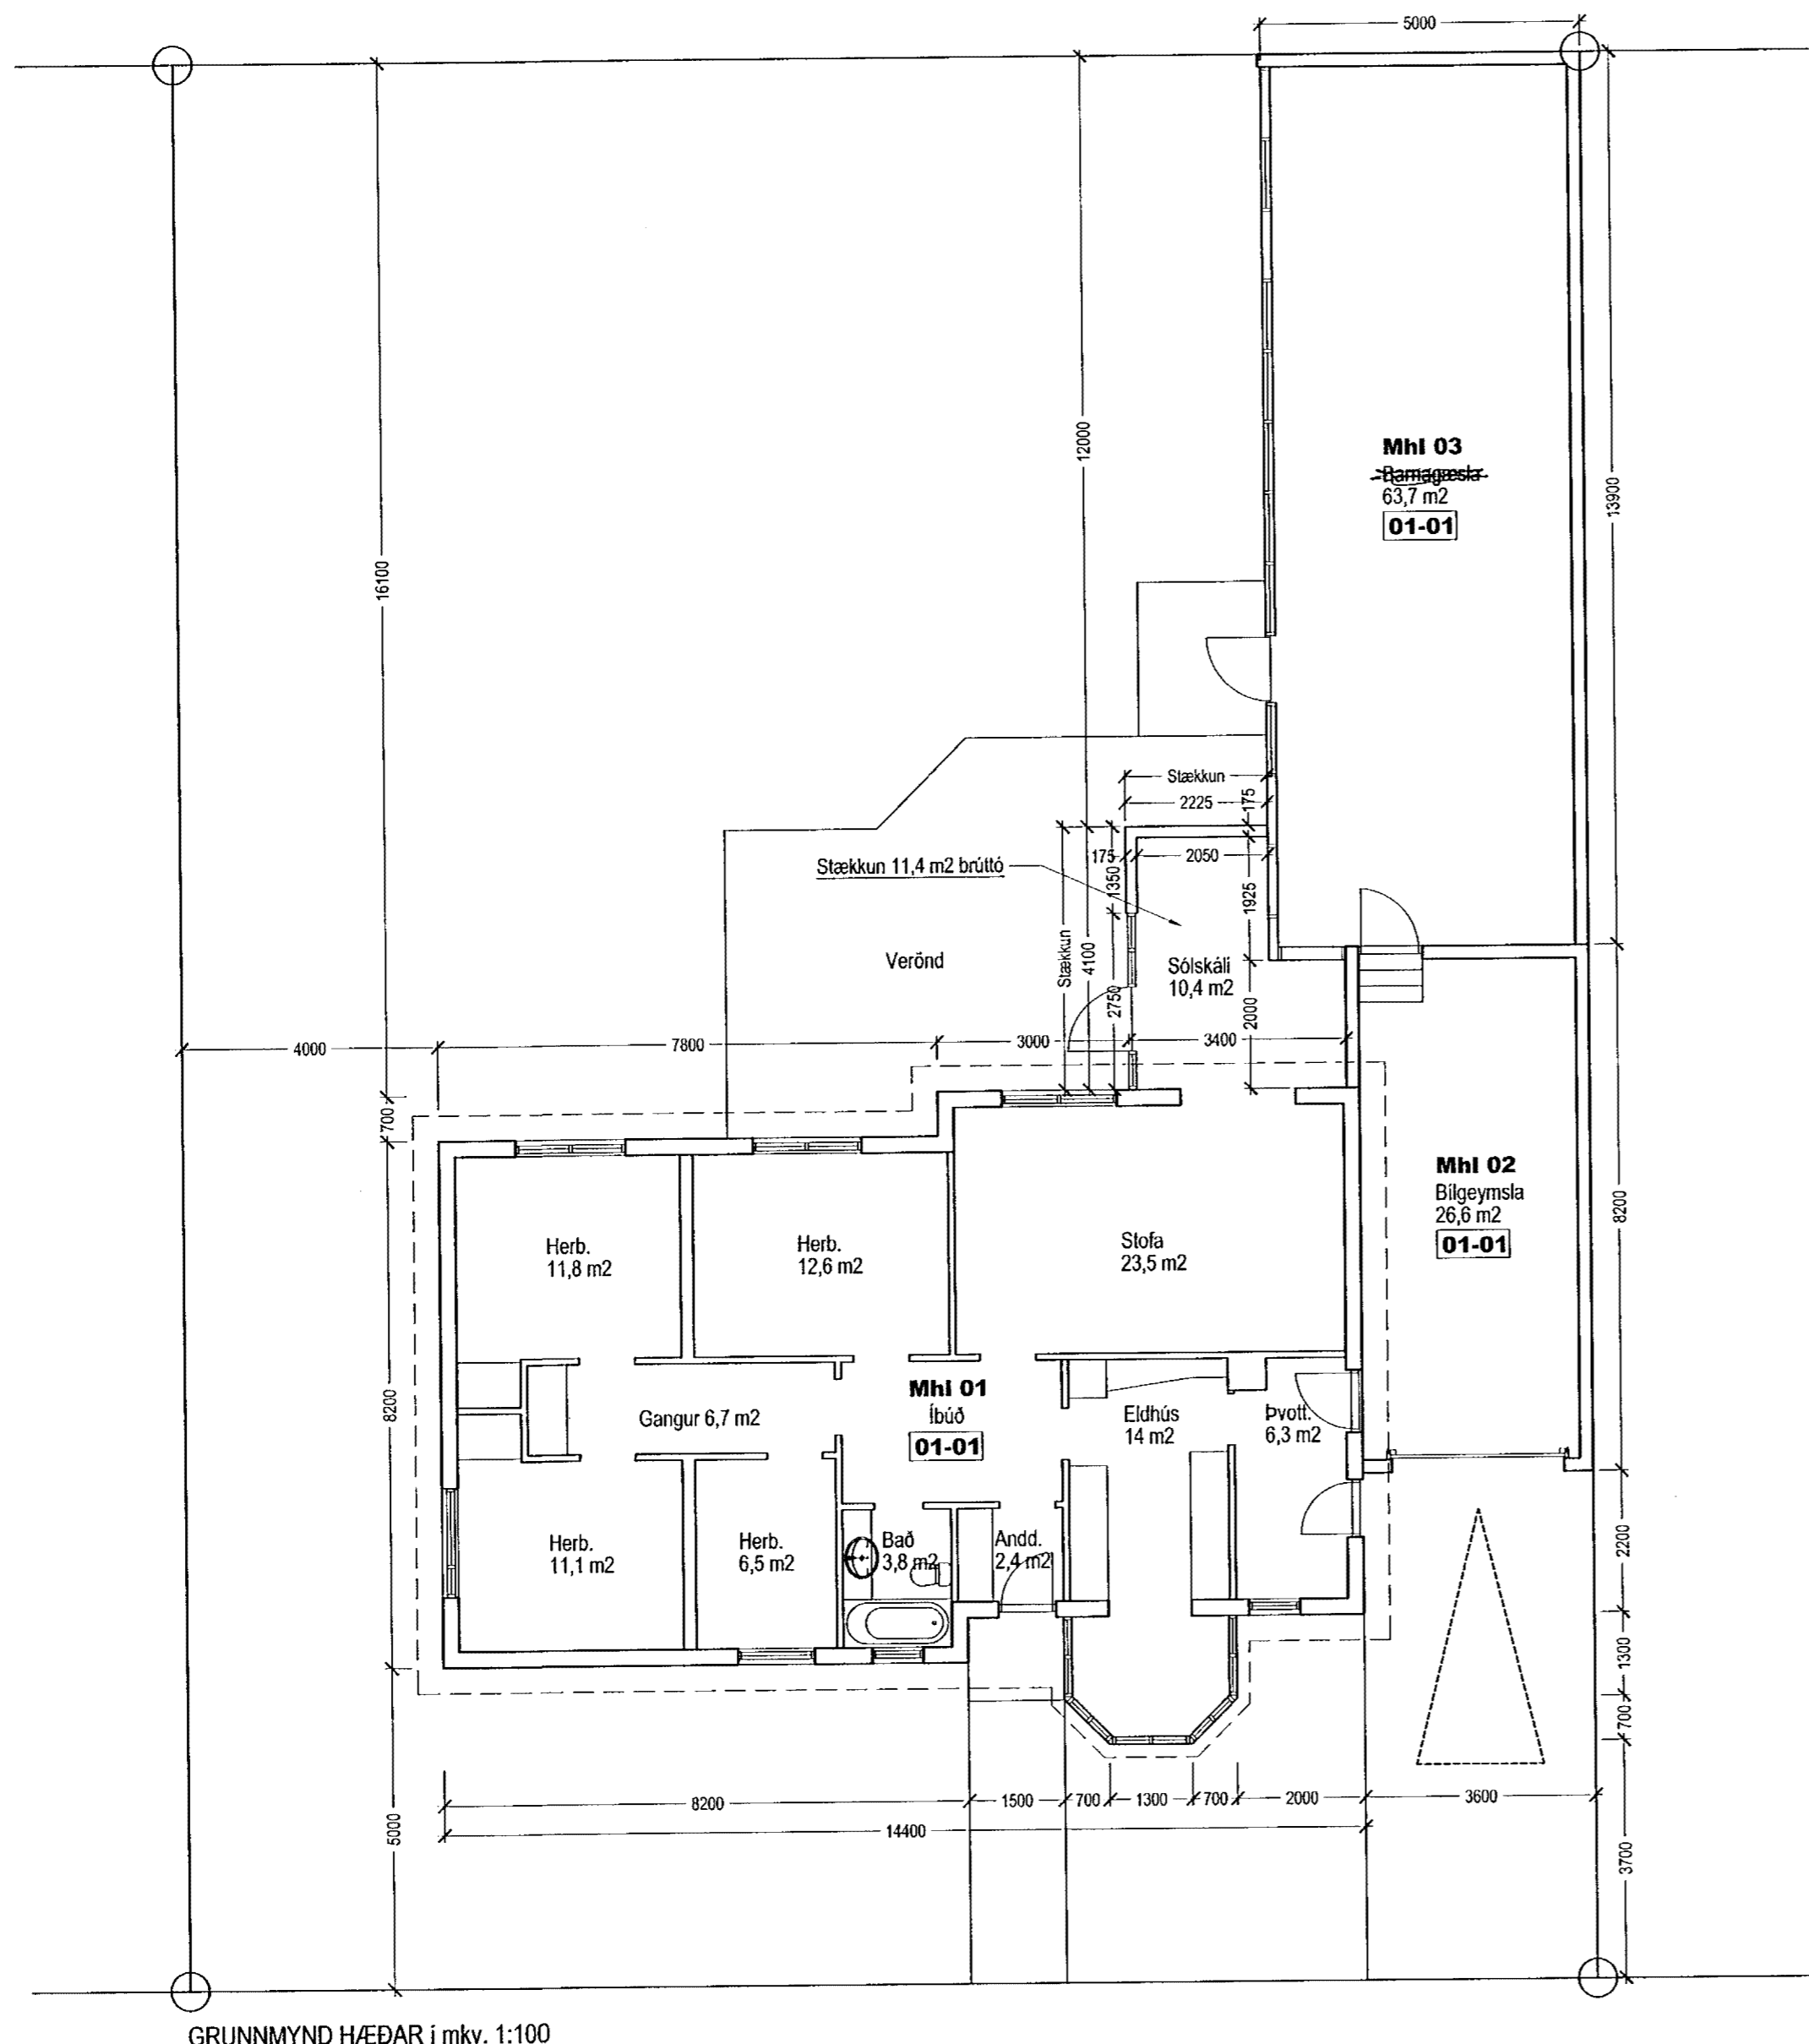 5000
16100
12000
13900
Mhl 03
Barnagæsla
63,7 m2
01-01
Stækkun
2225
175
175
2050
Stækkun 11,4 m2 brúttó
1350
1925
Stækkun
4100
2750
2000
Verönd
Sólskáli
10,4 m2
4000
7800
3000
3400
700
8200
8200
Mhl 02
Bílgeymsla
26,6 m2
01-01
Herb.
11,8 m2
Herb.
12,6 m2
Stofa
23,5 m2
Mhl 01
Íbúð
01-01
Gangur 6,7 m2
Eldhús
14 m2
Þvott.
6,3 m2
Herb.
11,1 m2
Herb.
6,5 m2
Bað
3,8 m2
Andd.
2,4 m2
2200
1300
700
8200
1500
700
1300
700
2000
3600
14400
5000
3700
GRUNNMYND HÆÐAR í mkv. 1:100